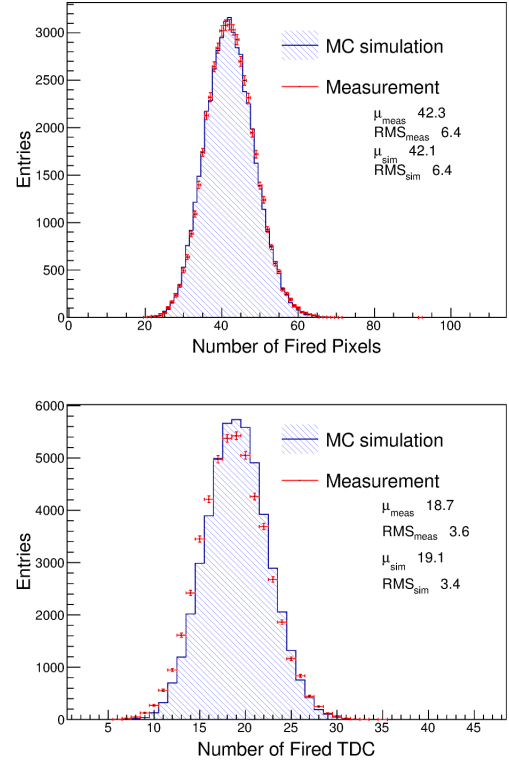 3000
2500
2000
1500
1000
500
0
Entries
MC simulation
Measurement
μmeas 42.3
RMSmeas 6.4
μsim 42.1
RMSsim 6.4
0 20 40 60 80 100
Number of Fired Pixels
6000
5000
4000
3000
2000
1000
0
Entries
MC simulation
Measurement
μmeas 18.7
RMSmeas 3.6
μsim 19.1
RMSsim 3.4
5 10 15 20 25 30 35 40 45
Number of Fired TDC